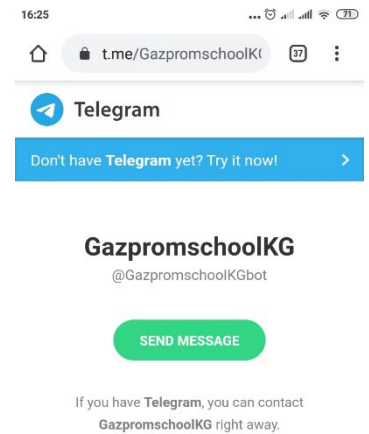 16:25
71
t.me/GazpromschoolK(
37
Telegram
Don't have Telegram yet? Try it now!
GazpromschoolKG
@GazpromschoolKGbot
SEND MESSAGE
If you have Telegram, you can contact
GazpromschoolKG right away.